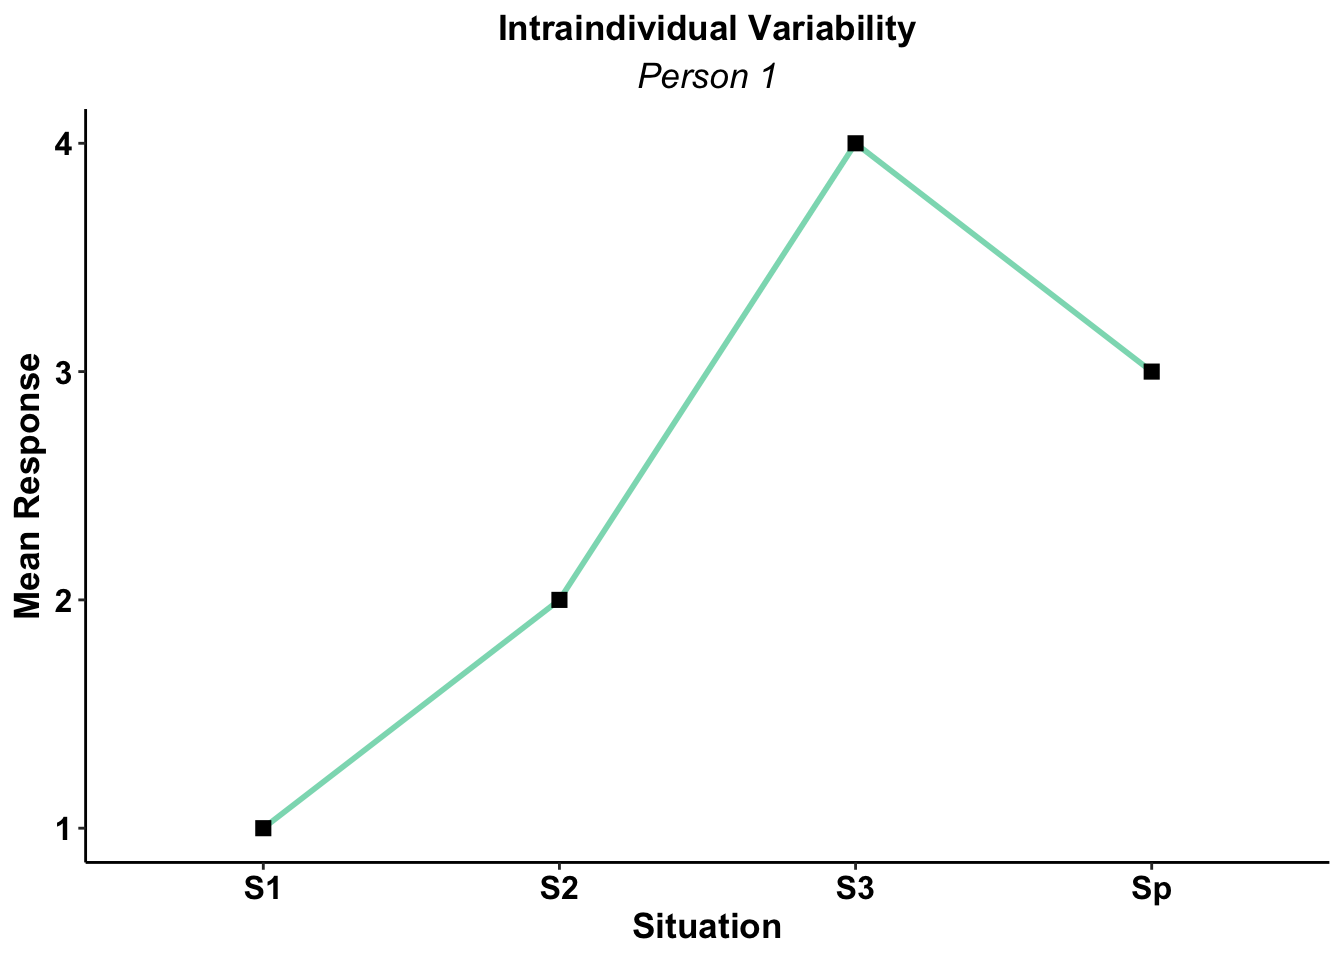 Intraindividual Variability
Person 1
Mean Response
4
3
2
1
S1 S2 S3 Sp
Situation